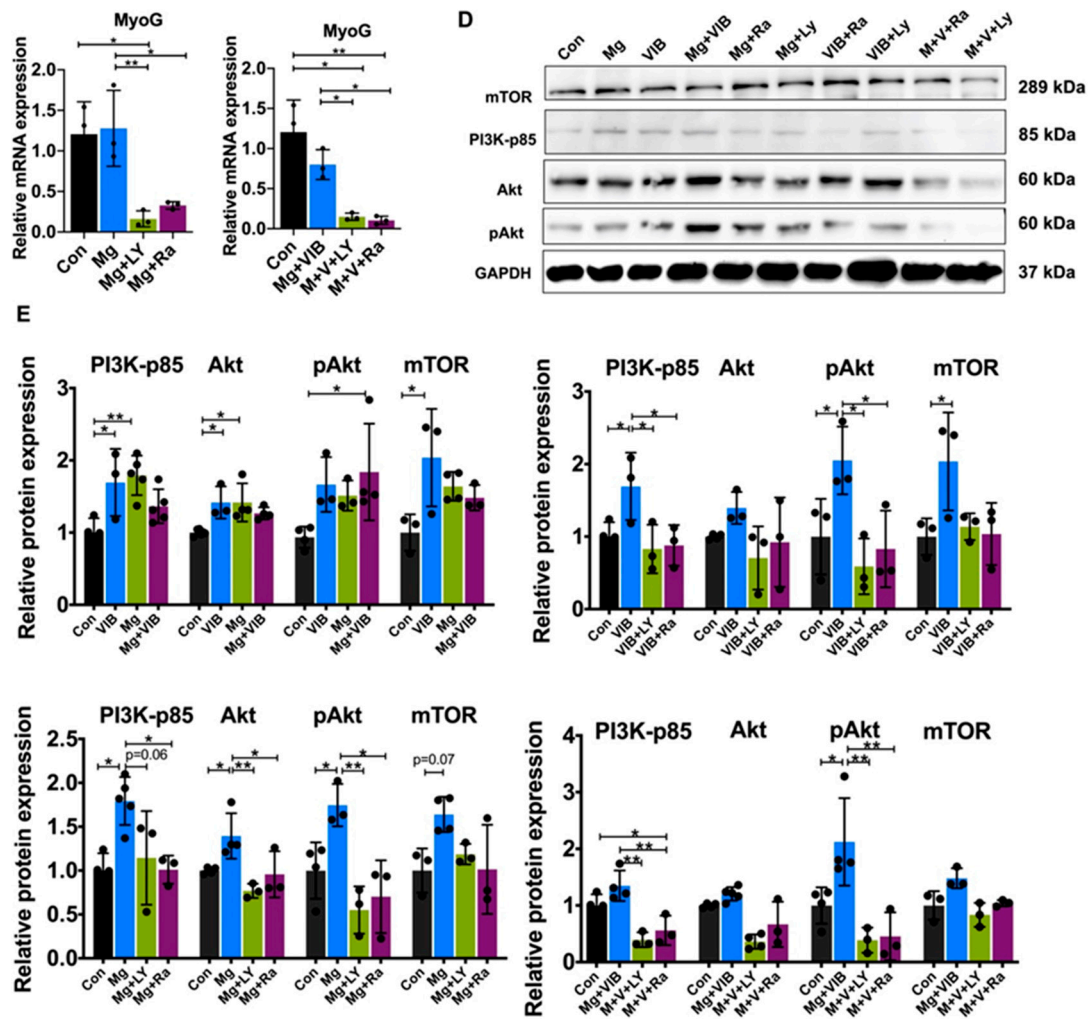 MyoG
* * **
Relative mRNA expression
2.0
1.5
1.0
0.5
0.0
Con Mg Mg+LY Mg+Ra
MyoG
** * * *
Relative mRNA expression
2.0
1.5
1.0
0.5
0.0
Con Mg+VIB M+V+LY M+V+Ra
D
Con Mg VIB Mg+VIB Mg+Ra Mg+Ly VIB+Ra VIB+Ly M+V+Ra M+V+Ly
mTOR 289 kDa
PI3K-p85 85 kDa
Akt 60 kDa
pAkt 60 kDa
GAPDH 37 kDa
E
PI3K-p85 Akt pAkt mTOR
** * * * * *
Relative protein expression
3
2
1
0
Con VIB Mg Mg+VIB Con VIB Mg Mg+VIB Con VIB Mg Mg+VIB Con VIB Mg Mg+VIB
PI3K-p85 Akt pAkt mTOR
* * * * * * *
Relative protein expression
3
2
1
0
Con VIB VIB+LY VIB+Ra Con VIB VIB+LY VIB+Ra Con VIB VIB+LY VIB+Ra Con VIB VIB+LY VIB+Ra
PI3K-p85 Akt pAkt mTOR
* p=0.06 * * ** * * ** * p=0.07
Relative protein expression
2.5
2.0
1.5
1.0
0.5
0.0
Con Mg Mg+LY Mg+Ra Con Mg Mg+LY Mg+Ra Con Mg Mg+LY Mg+Ra Con Mg Mg+LY Mg+Ra
PI3K-p85 Akt pAkt mTOR
* ** ** * ** **
Relative protein expression
4
3
2
1
0
Con Mg+VIB M+V+LY M+V+Ra Con Mg+VIB M+V+LY M+V+Ra Con Mg+VIB M+V+LY M+V+Ra Con Mg+VIB M+V+LY M+V+Ra